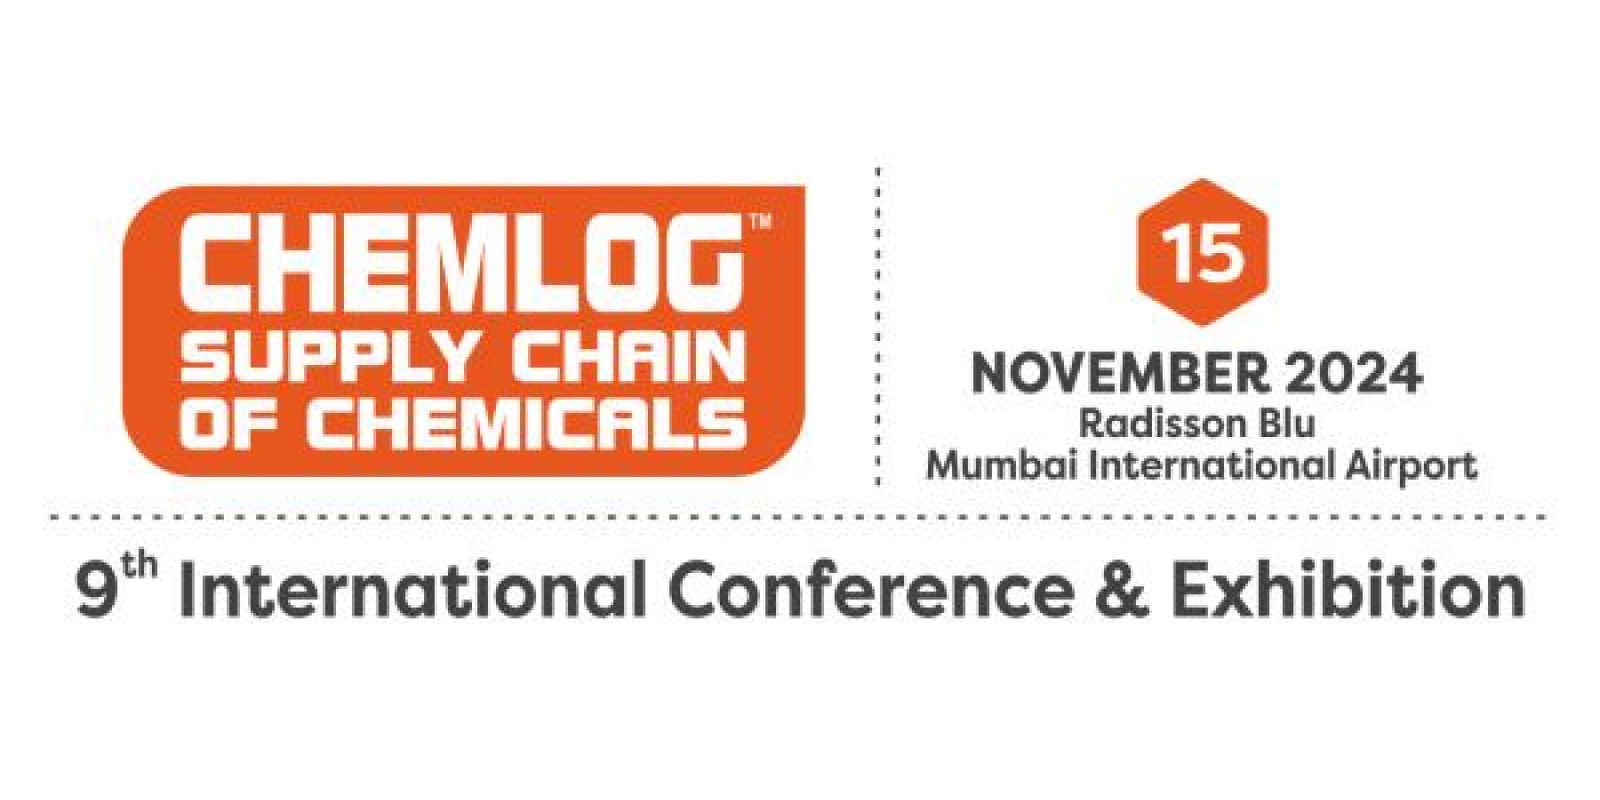 CHEMLOG™
SUPPLY CHAIN
OF CHEMICALS
15
NOVEMBER 2024
Radisson Blu
Mumbai International Airport
9th International Conference & Exhibition